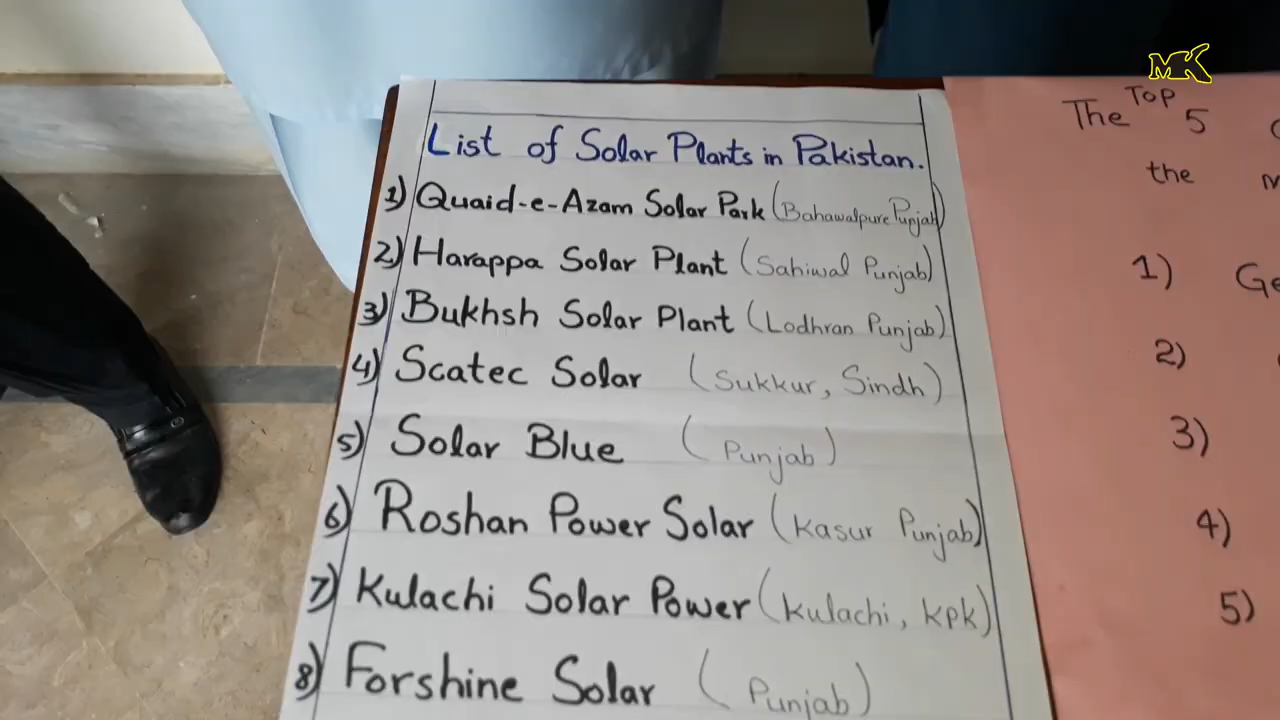 MK
List of Solar Plants in Pakistan.
1) Quaid-e-Azam Solar Park (Bahawalpure Punjab)
2) Harappa Solar Plant (Sahiwal Punjab)
3) Bukhsh Solar Plant (Lodhran Punjab)
4) Scatec Solar (Sukkur, Sindh)
5) Solar Blue (Punjab)
6) Roshan Power Solar (Kasur Punjab)
7) Kulachi Solar Power (Kulachi, KPK)
8) Forshine Solar (Punjab)
The Top 5
the
1) Ge
2)
3)
4)
5)